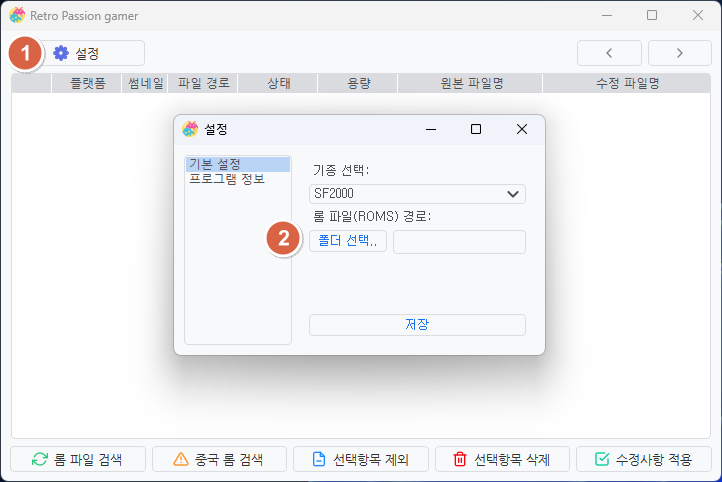 Retro Passion gamer
1 설정
플랫폼 썸네일 파일 경로 상태 용량 원본 파일명 수정 파일명
설정
기본 설정
프로그램 정보
기종 선택:
SF2000
롬 파일(ROMS) 경로:
2 폴더 선택..
저장
롬 파일 검색 중국 롬 검색 선택항목 제외 선택항목 삭제 수정사항 적용